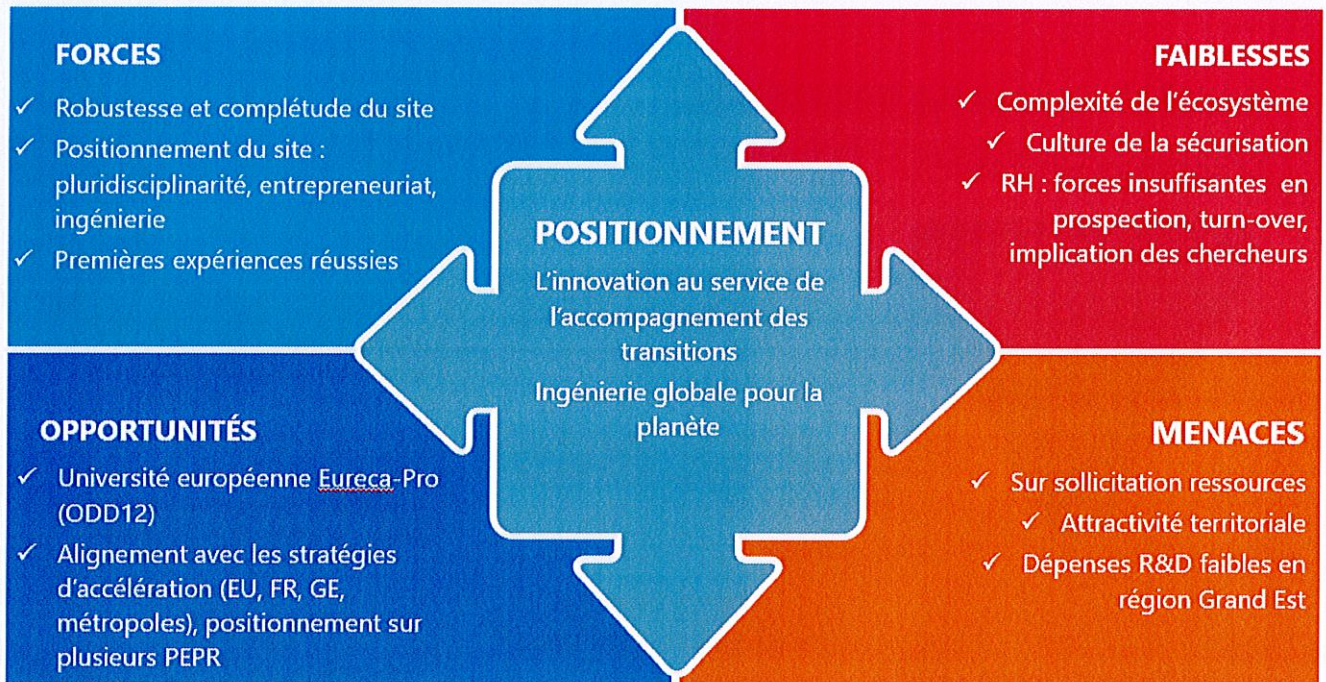 FORCES
✓ Robustesse et complétude du site
✓ Positionnement du site :
pluridisciplinarité, entrepreneuriat,
ingénierie
✓ Premières expériences réussies
FAIBLESSES
✓ Complexité de l'écosystème
✓ Culture de la sécurisation
✓ RH : forces insuffisantes en
prospection, turn-over,
implication des chercheurs
POSITIONNEMENT
L'innovation au service de
l'accompagnement des
transitions
Ingénierie globale pour la
planète
OPPORTUNITÉS
✓ Université européenne Eureca-Pro
(ODD12)
✓ Alignement avec les stratégies
d'accélération (EU, FR, GE,
métropoles), positionnement sur
plusieurs PEPR
MENACES
✓ Sur sollicitation ressources
✓ Attractivité territoriale
✓ Dépenses R&D faibles en
région Grand Est